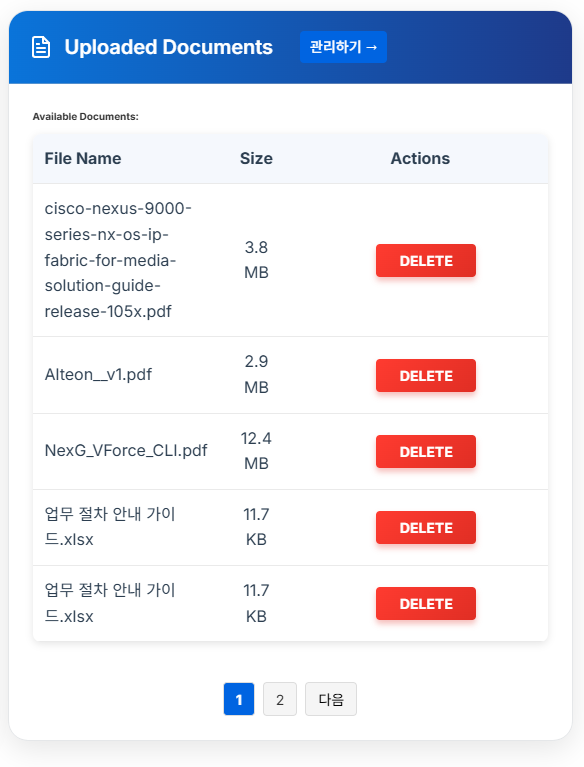 Uploaded Documents
관리하기 →
Available Documents:
File Name Size Actions
cisco-nexus-9000-
series-nx-os-ip-
fabric-for-media-
solution-guide-
release-105x.pdf
3.8
MB
DELETE
Alteon__v1.pdf
2.9
MB
DELETE
NexG_VForce_CLI.pdf
12.4
MB
DELETE
업무 절차 안내 가이
드.xlsx
11.7
KB
DELETE
업무 절차 안내 가이
드.xlsx
11.7
KB
DELETE
1 2 다음